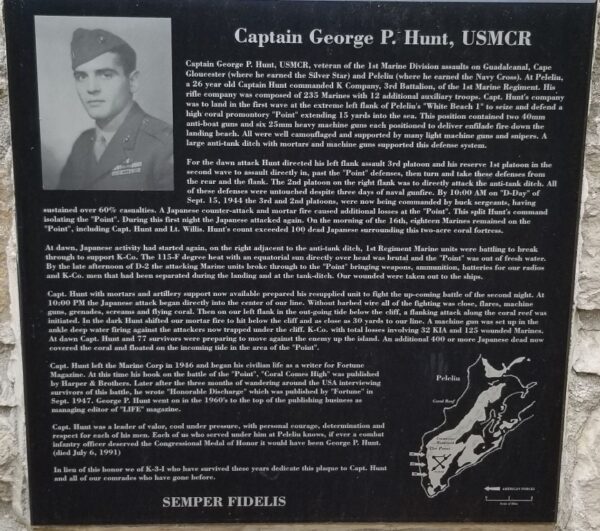 Captain George P. Hunt, USMCR
Captain George P. Hunt, USMCR, veteran of the 1st Marine Division assaults on Guadalcanal, Cape
Gloucester (where he earned the Silver Star) and Peleliu (where he earned the Navy Cross). At Peleliu,
a 26 year old Captain Hunt commanded K Company, 3rd Battalion, of the 1st Marine Regiment. His
rifle company was composed of 235 Marines with 12 additional auxiliary troops. Capt. Hunt's company
was to land in the first wave at the extreme left flank of Pelelin's "White Beach 1" to seize and defend a
high coral promontory "Point" extending 15 yards into the sea. This position contained two 40mm
anti-boat guns and six 25mm heavy machine guns each positioned to deliver enfilade fire down the
landing beach. All were well camouflaged and supported by many light machine guns and snipers. A
large anti-tank ditch with mortars and machine guns supported this defense system.
For the dawn attack Hunt directed his left flank assault 3rd platoon and his reserve 1st platoon in the
second wave to assault directly in, past the "Point" defenses, then turn and take these defenses from
the rear and the flank. The 2nd platoon on the right flank was to directly attack the anti-tank ditch. All
of these defenses were untouched despite three days of naval gunfire. By 10:00 AM on "D-Day" of
Sept. 15, 1944 the 3rd and 2nd platoons, were now being commanded by buck sergeants, having
sustained over 60% casualties. A Japanese counter-attack and mortar fire caused additional losses at the "Point". This split Hunt's command
isolating the "Point". During this first night the Japanese attacked again. On the morning of the 16th, eighteen Marines remained on the
"Point", including Capt. Hunt and Lt. Willis. Hunt's count exceeded 100 dead Japanese surrounding this two-acre coral fortress.
At dawn, Japanese activity had started again, on the right adjacent to the anti-tank ditch, 1st Regiment Marine units were battling to break
through to support K-Co. The 115-F degree heat with an equatorial sun directly over head was brutal and the "Point" was out of fresh water.
By the late afternoon of D-2 the attacking Marine units broke through to the "Point" bringing weapons, ammunition, batteries for our radios
and K-Co. men that had been separated during the landing and at the tank-ditch. Our wounded were taken out to the ships.
Capt. Hunt with mortars and artillery support now available prepared his resupplied unit to fight the up-coming battle of the second night. At
10:00 PM the Japanese attack began directly into the center of our line. Without barbed wire all of the fighting was close, flares, machine
guns, grenades, screams and flying coral. Then on our left flank in the out-going tide below the cliff, a flanking attack along the coral reef was
initiated. In the dark Hunt shifted our mortar fire to hit below the cliff and as close as 30 yards to our line. A machine gun was set up in the
ankle deep water firing against the attackers now trapped under the cliff. K-Co. with total losses involving 32 KIA and 125 wounded Marines.
At dawn Capt. Hunt and 77 survivors were preparing to move against the enemy up the island. An additional 400 or more Japanese dead now
covered the coral and floated on the incoming tide in the area of the "Point".
Capt. Hunt left the Marine Corp in 1946 and began his civilian life as a writer for Fortune
Magazine. At this time his book on the battle of the "Point", "Coral Comes High" was published
by Harper & Brothers. Later after the three months of wandering around the USA interviewing
survivors of this battle, he wrote "Honorable Discharge" which was published by "Fortune" in
Sept. 1947. George P. Hunt went on in the 1960's to the top of the publishing business as
managing editor of "LIFE" magazine.
Capt. Hunt was a leader of valor, cool under pressure, with personal courage, determination and
respect for each of his men. Each of us who served under him at Peleliu knows, if ever a combat
infantry officer deserved the Congressional Medal of Honor it would have been George P. Hunt.
(died July 6, 1991)
In lieu of this honor we of K-3-1 who have survived these years dedicate this plaque to Capt. Hunt
and all of our comrades who have gone before.
SEMPER FIDELIS
Peleliu
Coral Reef
AMERICAN FORCES